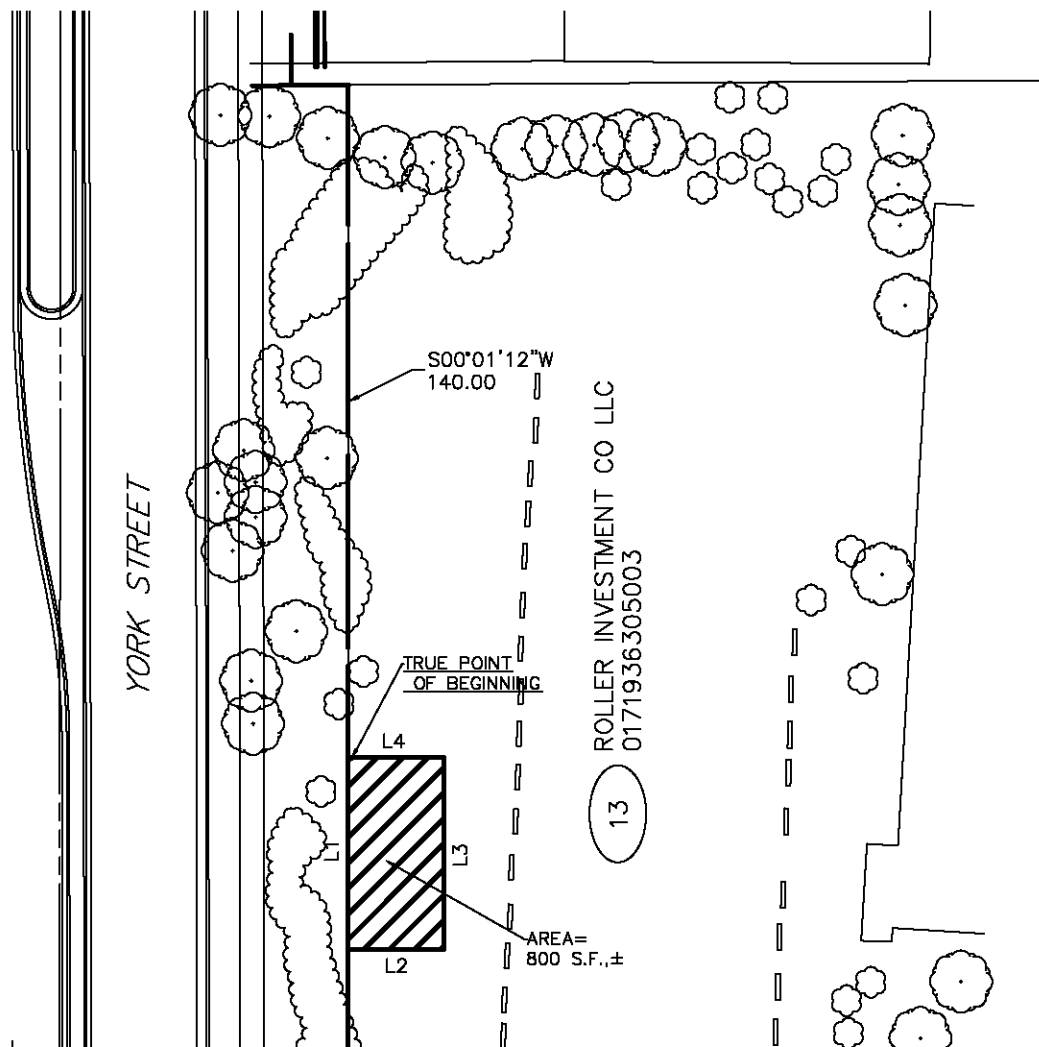 S00°01'12"W
140.00
YORK STREET
ROLLER INVESTMENT CO LLC
0171936305003
13
TRUE POINT
OF BEGINNING
L4
L1
L3
L2
AREA=
800 S.F.,±